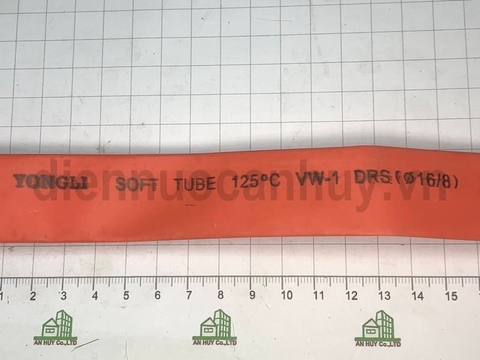 YONGLI SOFT TUBE 125°C VW-1 DRS(Ø16/8)
diennuocanhuy.vn
1 2 3 4 5 6 7 8 9 10 11 12 13 14 15
AN HUY Co.,LTD AN HUY Co.,LTD AN HUY Co.,LTD